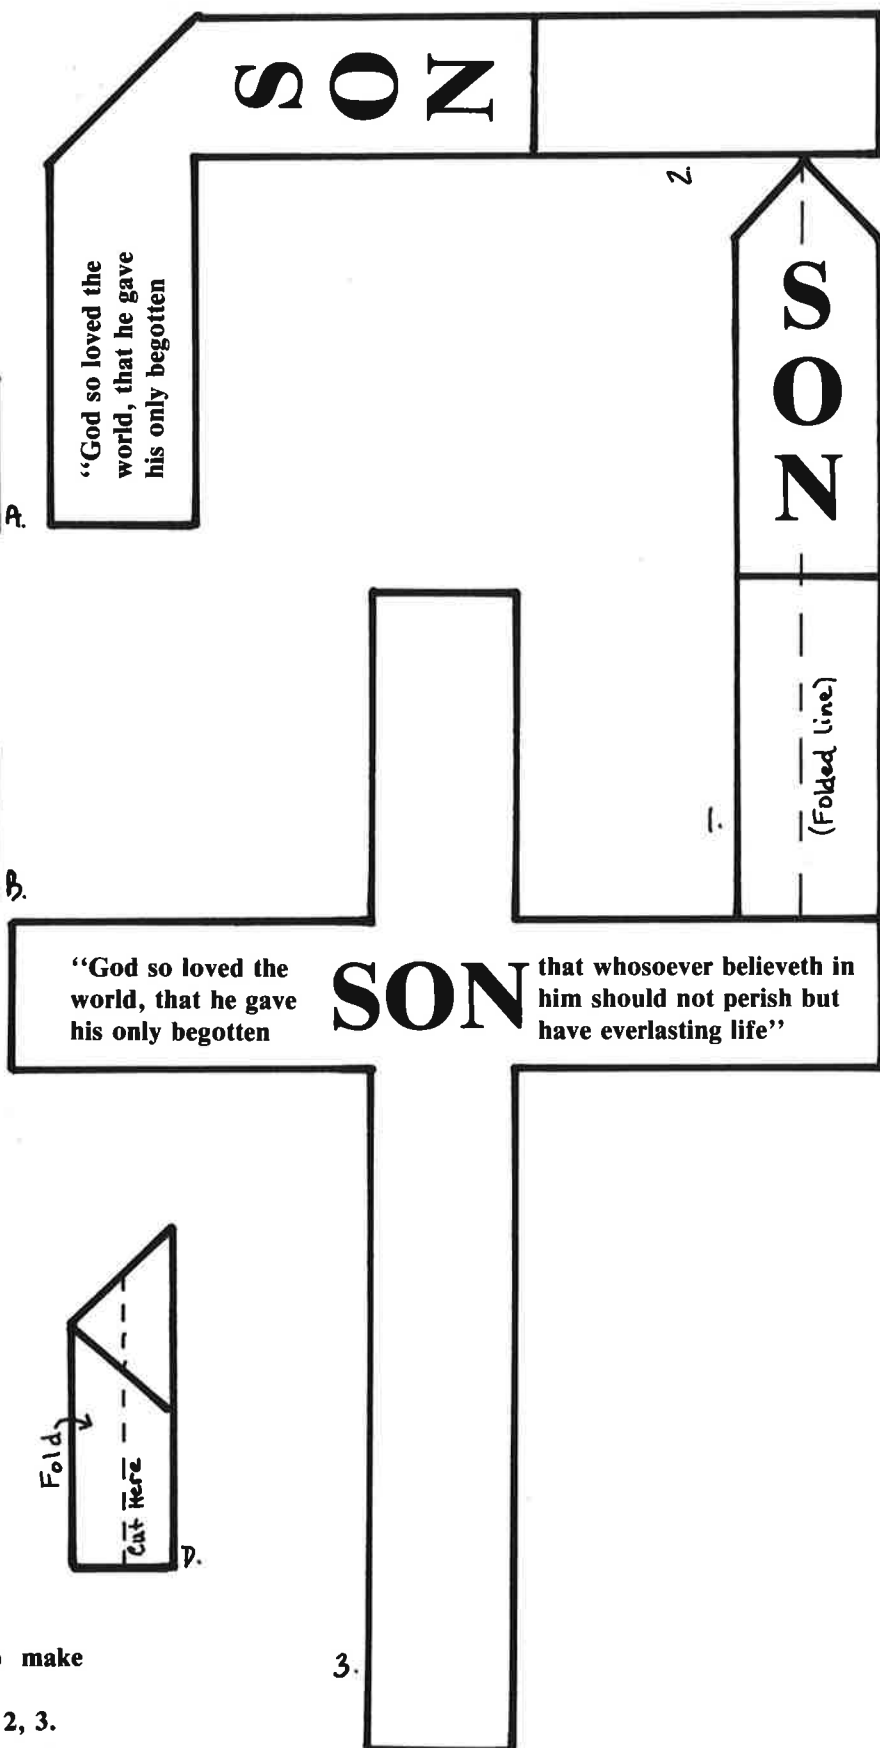 SON
"God so loved the
world, that he gave
his only begotten
A.
2.
SON
(Folded line)
1.
B.
"God so loved the
world, that he gave
his only begotten
SON
that whosoever believeth in
him should not perish but
have everlasting life"
Fold
Cut Here
D.
3.
make
2, 3.